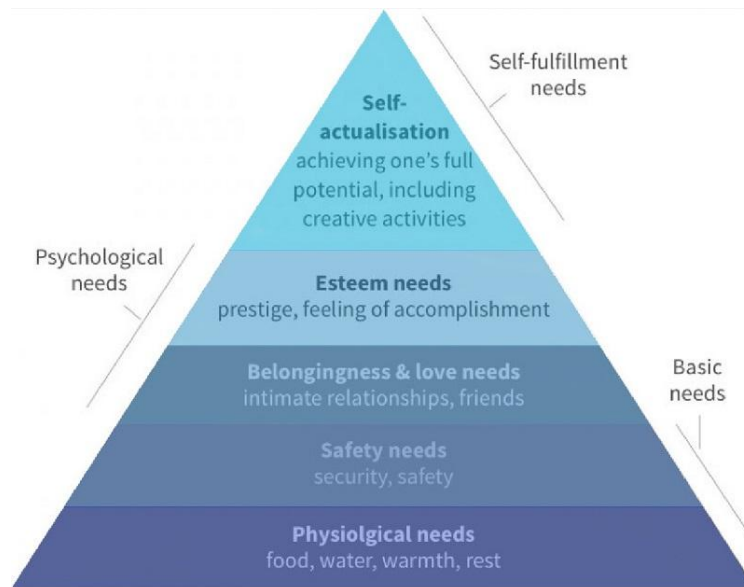 Self-fulfillment
needs
Self-
actualisation
achieving one's full
potential, including
creative activities
Psychological
needs
Esteem needs
prestige, feeling of accomplishment
Belongingness & love needs
intimate relationships, friends
Basic
needs
Safety needs
security, safety
Physiolgical needs
food, water, warmth, rest